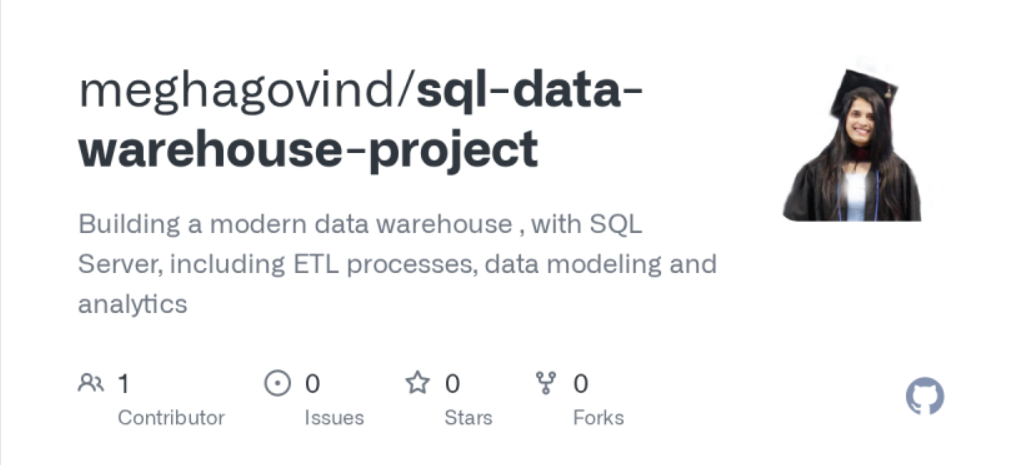 meghagovind/sql-data-
warehouse-project
Building a modern data warehouse , with SQL
Server, including ETL processes, data modeling and
analytics
1 0 0 0
Contributor Issues Stars Forks